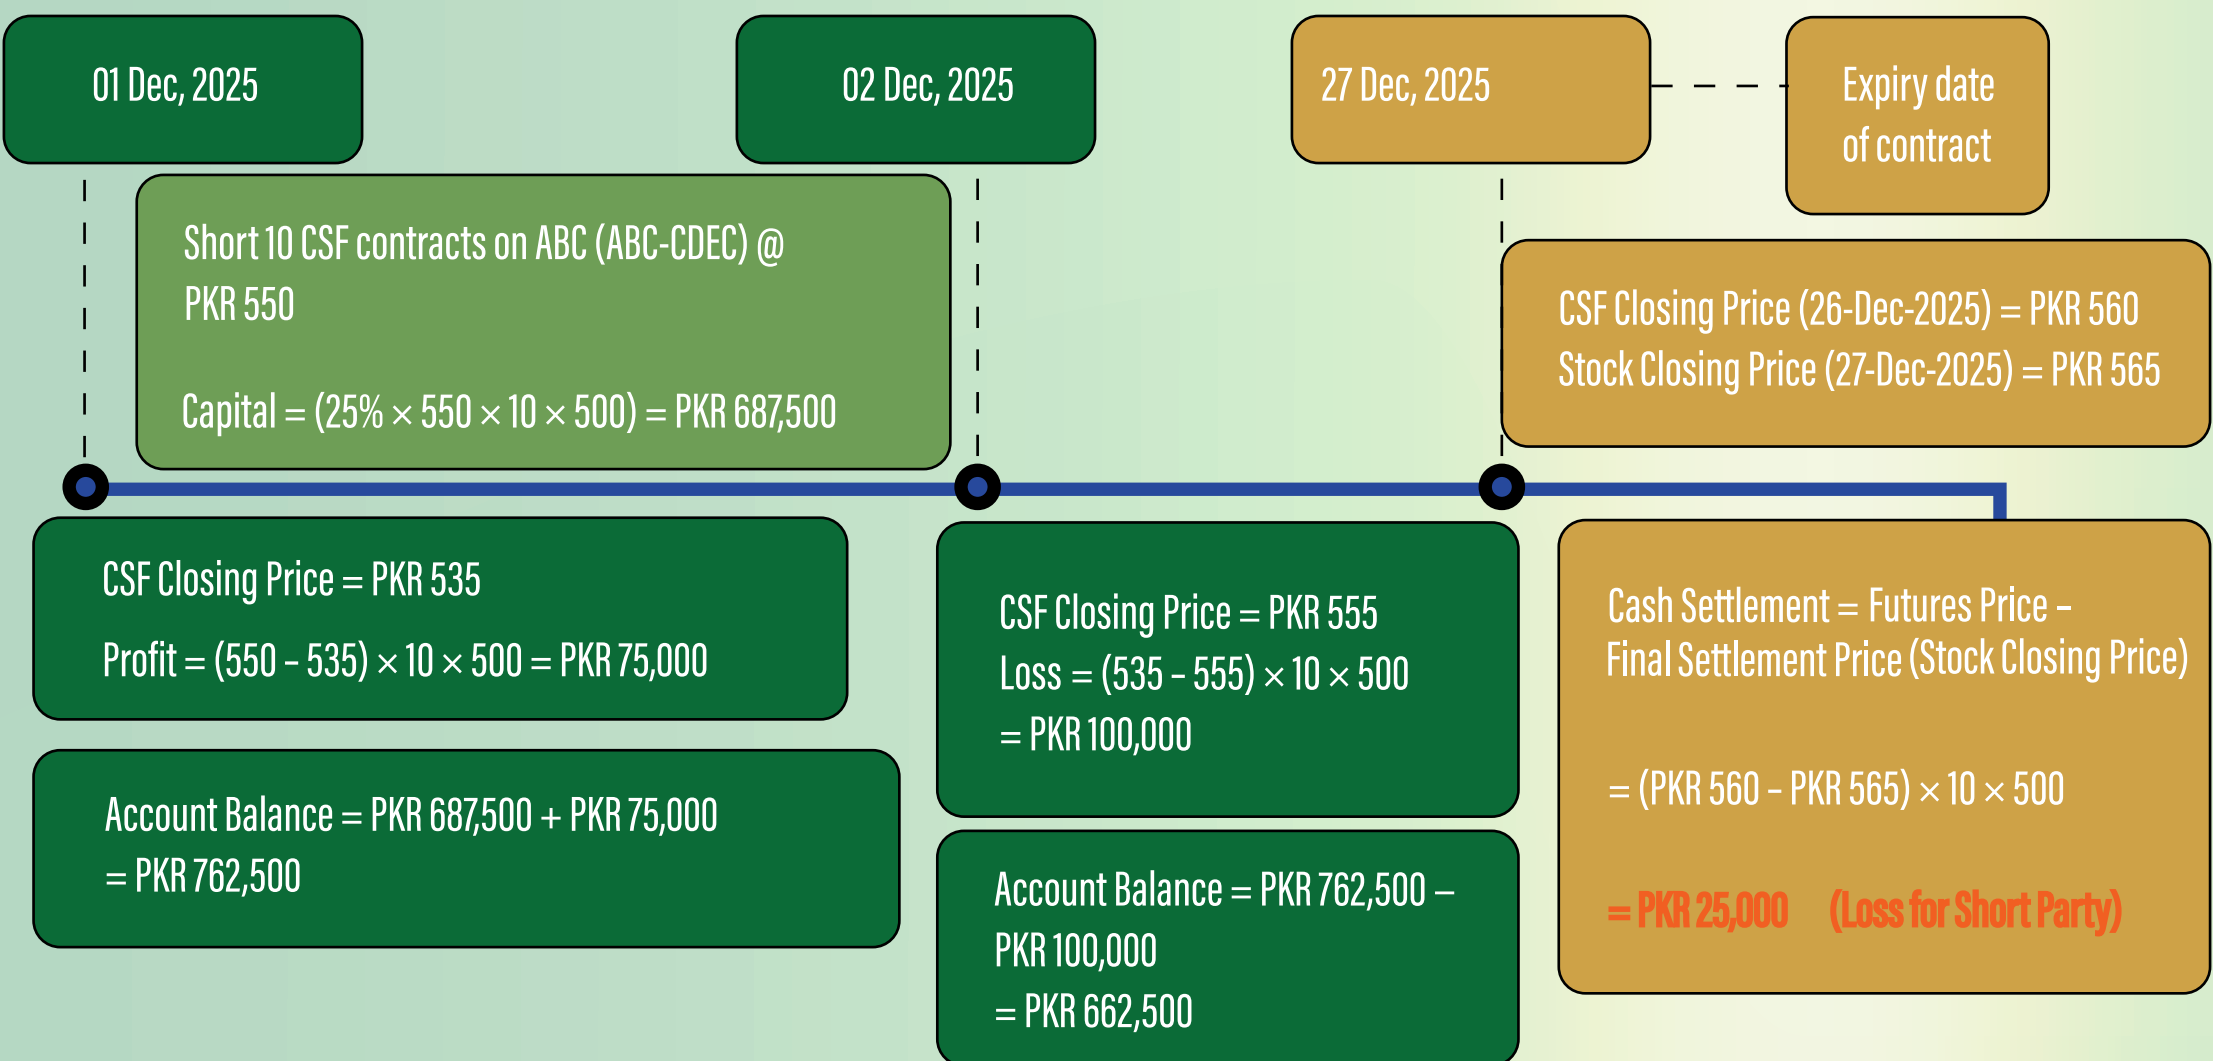 01 Dec, 2025
02 Dec, 2025
27 Dec, 2025
Expiry date
of contract
Short 10 CSF contracts on ABC (ABC-CDEC) @
PKR 550
Capital = (25% × 550 × 10 × 500) = PKR 687,500
CSF Closing Price (26-Dec-2025) = PKR 560
Stock Closing Price (27-Dec-2025) = PKR 565
CSF Closing Price = PKR 535
Profit = (550 – 535) × 10 × 500 = PKR 75,000
Account Balance = PKR 687,500 + PKR 75,000
= PKR 762,500
CSF Closing Price = PKR 555
Loss = (535 – 555) × 10 × 500
= PKR 100,000
Account Balance = PKR 762,500 –
PKR 100,000
= PKR 662,500
Cash Settlement = Futures Price –
Final Settlement Price (Stock Closing Price)
= (PKR 560 – PKR 565) × 10 × 500
= PKR 25,000 (Loss for Short Party)